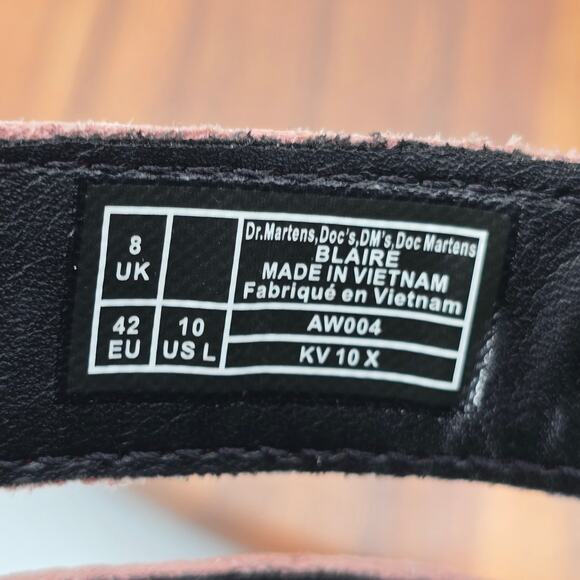 8
UK
Dr.Martens,Doc's,DM's,Doc Martens
BLAIRE
MADE IN VIETNAM
Fabriqué en Vietnam
42
EU
10
US L
AW004
KV 10 X